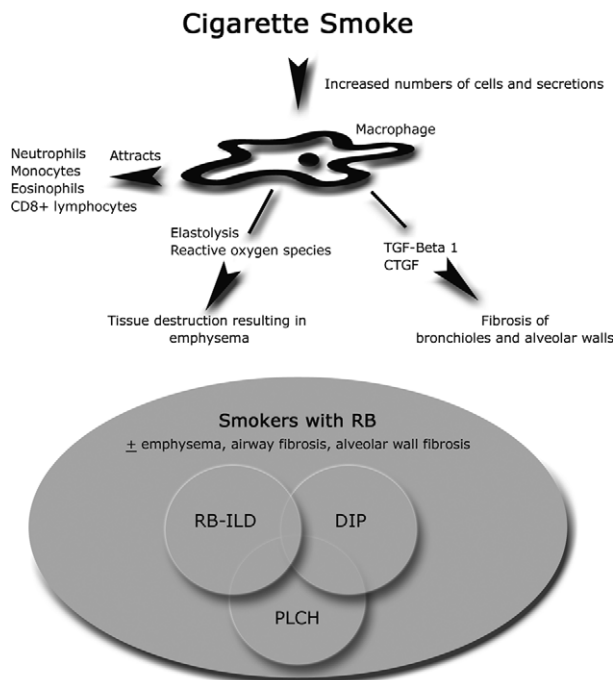 Cigarette Smoke
Increased numbers of cells and secretions
Macrophage
Attracts
Neutrophils
Monocytes
Eosinophils
CD8+ lymphocytes
Elastolysis
Reactive oxygen species
TGF-Beta 1
CTGF
Tissue destruction resulting in
emphysema
Fibrosis of
bronchioles and alveolar walls
Smokers with RB
± emphysema, airway fibrosis, alveolar wall fibrosis
RB-ILD
DIP
PLCH